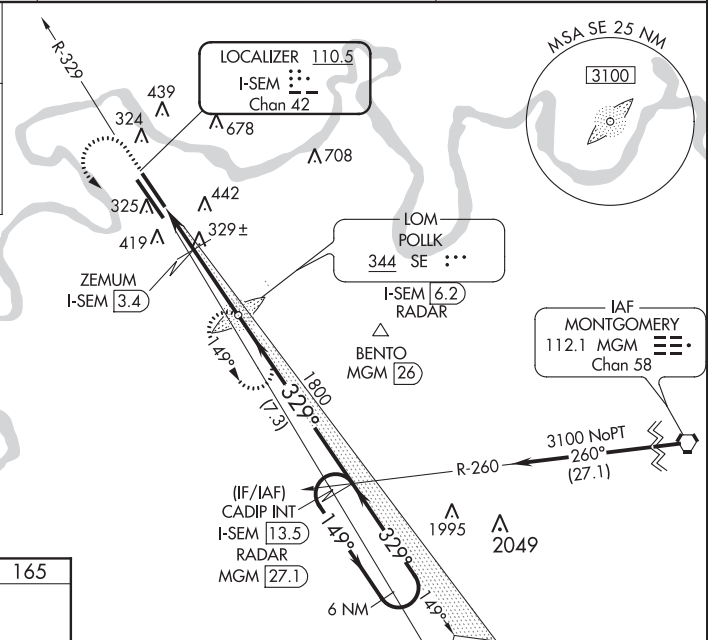 R-329
LOCALIZER 110.5
I-SEM
Chan 42
MSA SE 25 NM
3100
439
324
678
708
325
442
419
329±
ZEMUM
I-SEM 3.4
LOM
POLLK
344 SE
I-SEM 6.2
RADAR
BENTO
MGM 26
IAF
MONTGOMERY
112.1 MGM
Chan 58
149°
(7.3)
329°
1800
3100 NoPT
260°
(27.1)
R-260
(IF/IAF)
CADIP INT
I-SEM 13.5
RADAR
MGM 27.1
149°
329°
1995
2049
6 NM
149°
165